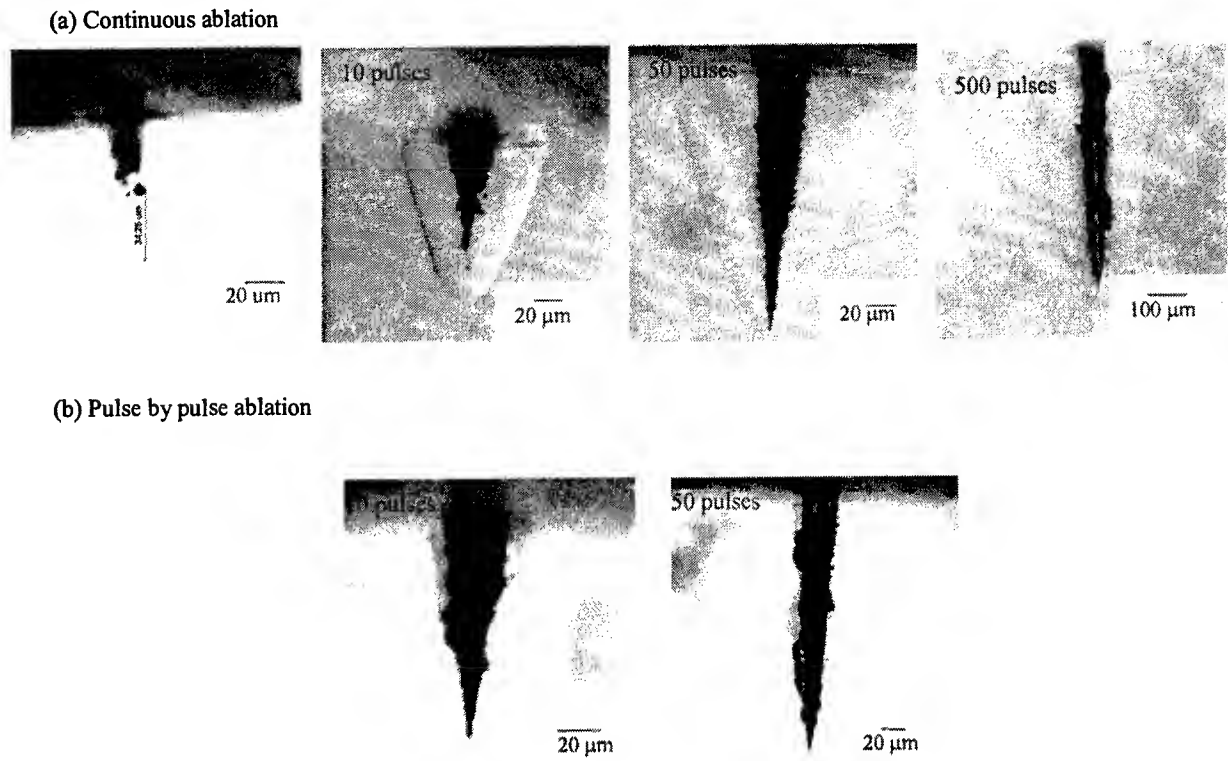 (a) Continuous ablation
10 pulses
50 pulses
500 pulses
20 um
20 μm
20 μm
100 μm
(b) Pulse by pulse ablation
pulses
50 pulses
20 μm
20 μm